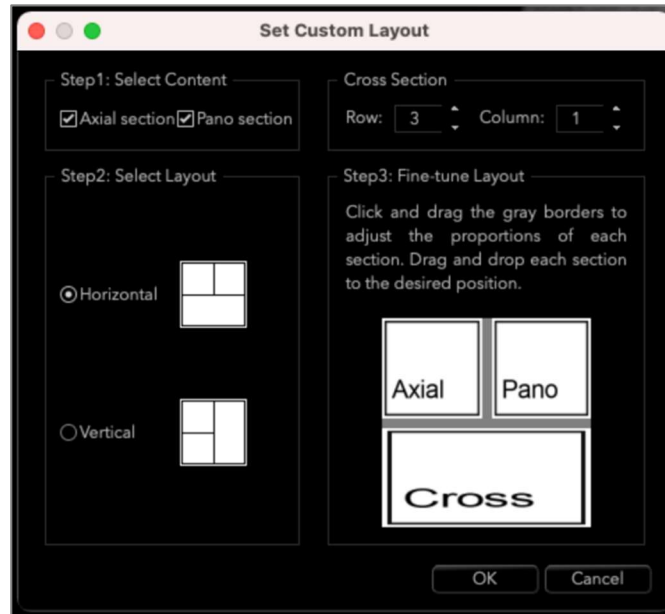 Set Custom Layout
Step1: Select Content
Axial section Pano section
Cross Section
Row: 3 Column: 1
Step2: Select Layout
Horizontal
Vertical
Step3: Fine-tune Layout
Click and drag the gray borders to
adjust the proportions of each
section. Drag and drop each section
to the desired position.
Axial Pano
Cross
OK Cancel